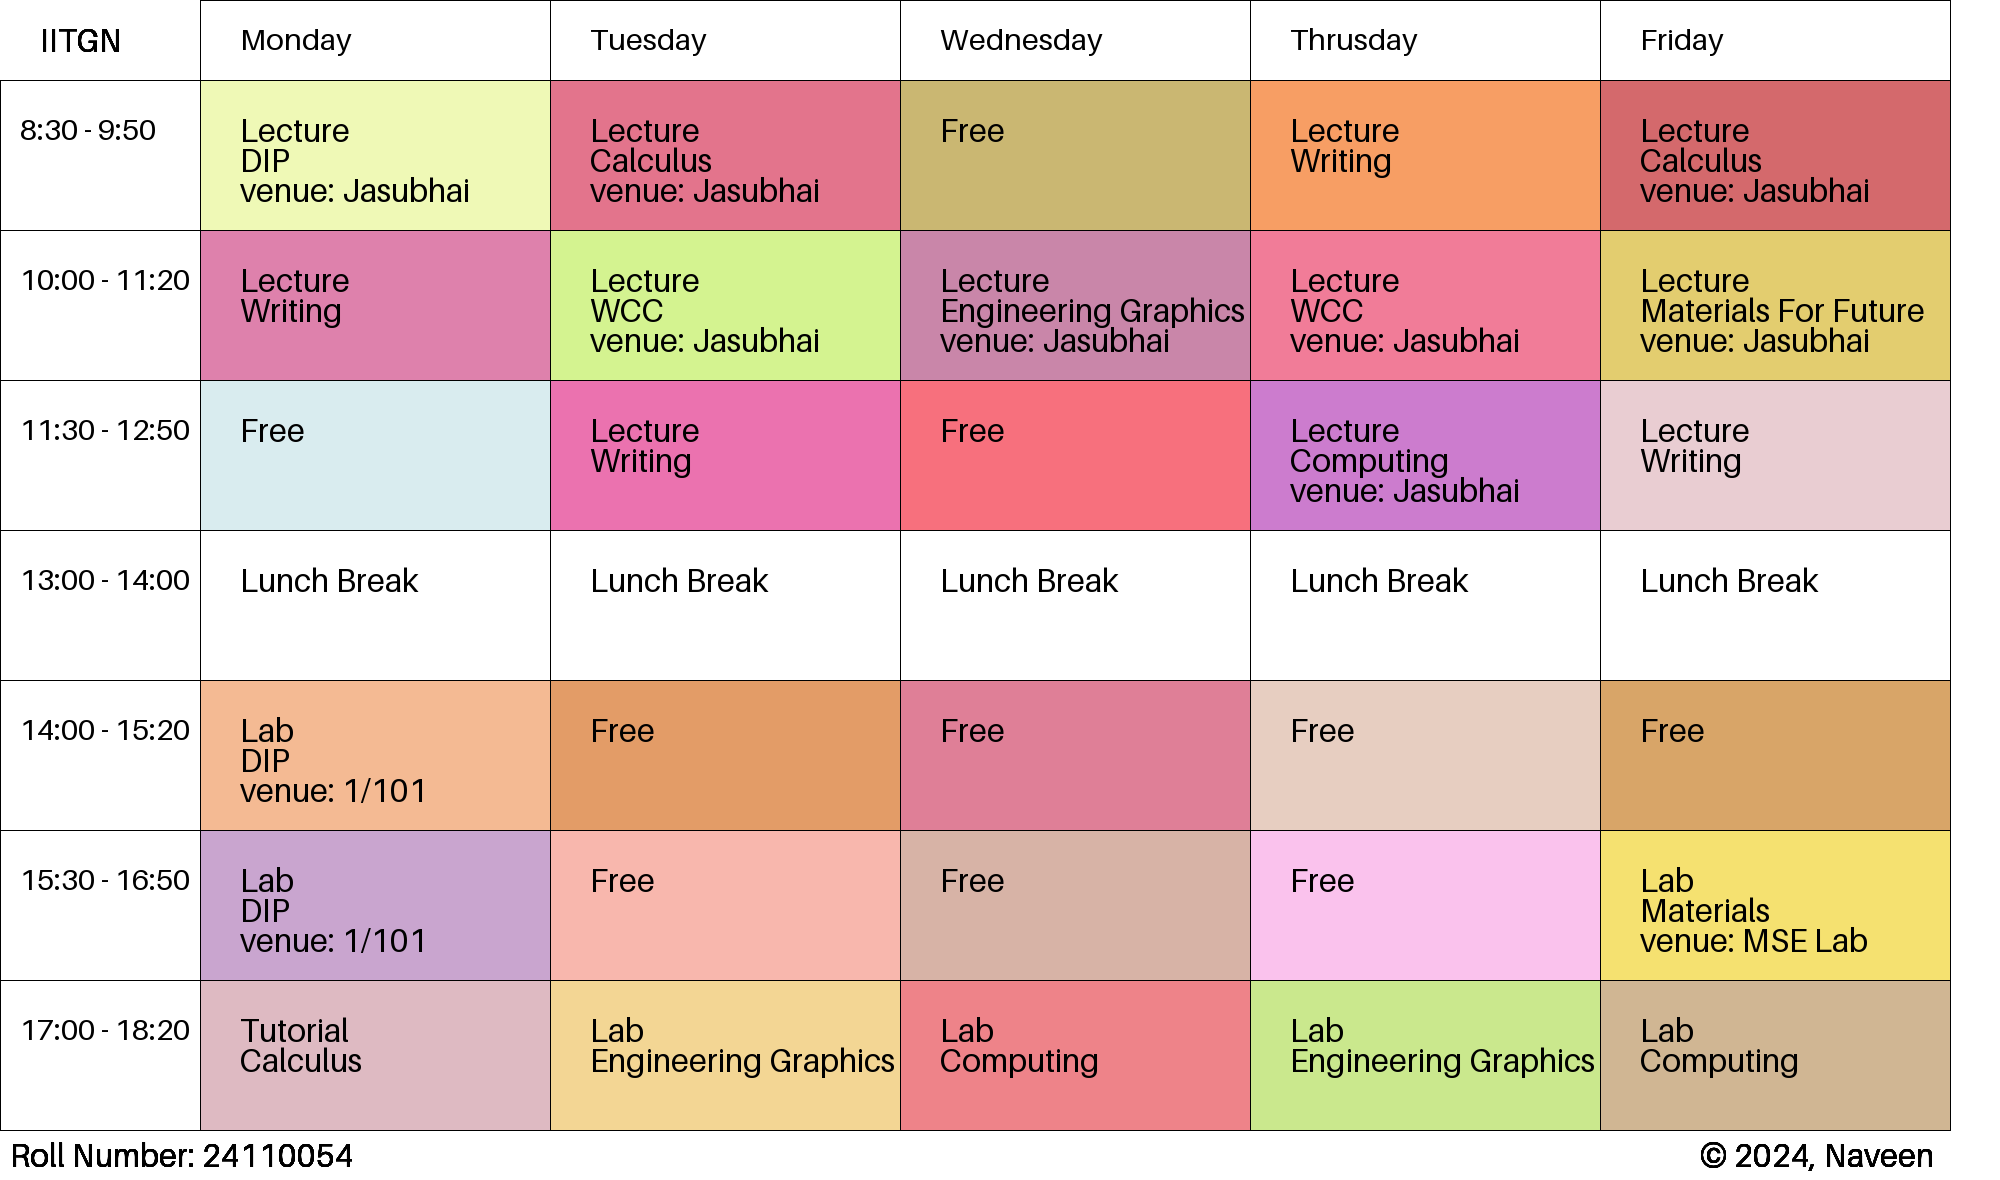 IITGN Monday Tuesday Wednesday Thrusday Friday
8:30 - 9:50
Lecture
DIP
venue: Jasubhai
Lecture
Calculus
venue: Jasubhai
Free
Lecture
Writing
Lecture
Calculus
venue: Jasubhai
10:00 - 11:20
Lecture
Writing
Lecture
WCC
venue: Jasubhai
Lecture
Engineering Graphics
venue: Jasubhai
Lecture
WCC
venue: Jasubhai
Lecture
Materials For Future
venue: Jasubhai
11:30 - 12:50
Free
Lecture
Writing
Free
Lecture
Computing
venue: Jasubhai
Lecture
Writing
13:00 - 14:00
Lunch Break
Lunch Break
Lunch Break
Lunch Break
Lunch Break
14:00 - 15:20
Lab
DIP
venue: 1/101
Free
Free
Free
Free
15:30 - 16:50
Lab
DIP
venue: 1/101
Free
Free
Free
Lab
Materials
venue: MSE Lab
17:00 - 18:20
Tutorial
Calculus
Lab
Engineering Graphics
Lab
Computing
Lab
Engineering Graphics
Lab
Computing
Roll Number: 24110054
© 2024, Naveen